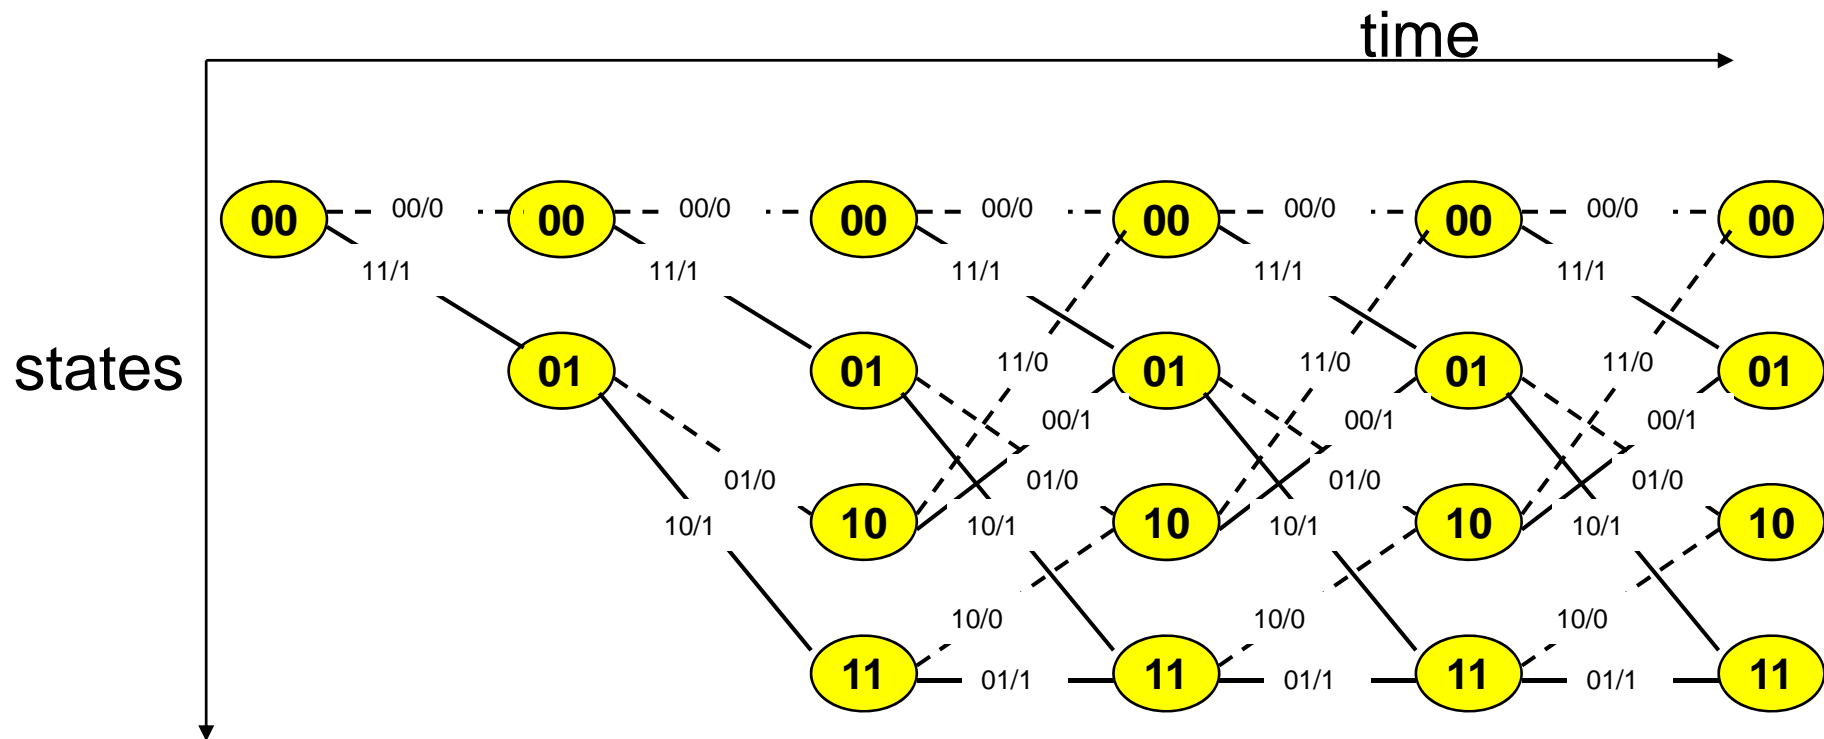 time
00 00/0 00 00/0 00 00/0 00 00/0 00 00/0 00
11/1 11/1 11/1 11/1 11/1
11/0 11/0 11/0
states 01 01 01 01 01
00/1 00/1 00/1
01/0 01/0 01/0 01/0
10/1 10 10/1 10 10/1 10 10/1 10
10/0 10/0 10/0
11 01/1 11 01/1 11 01/1 11